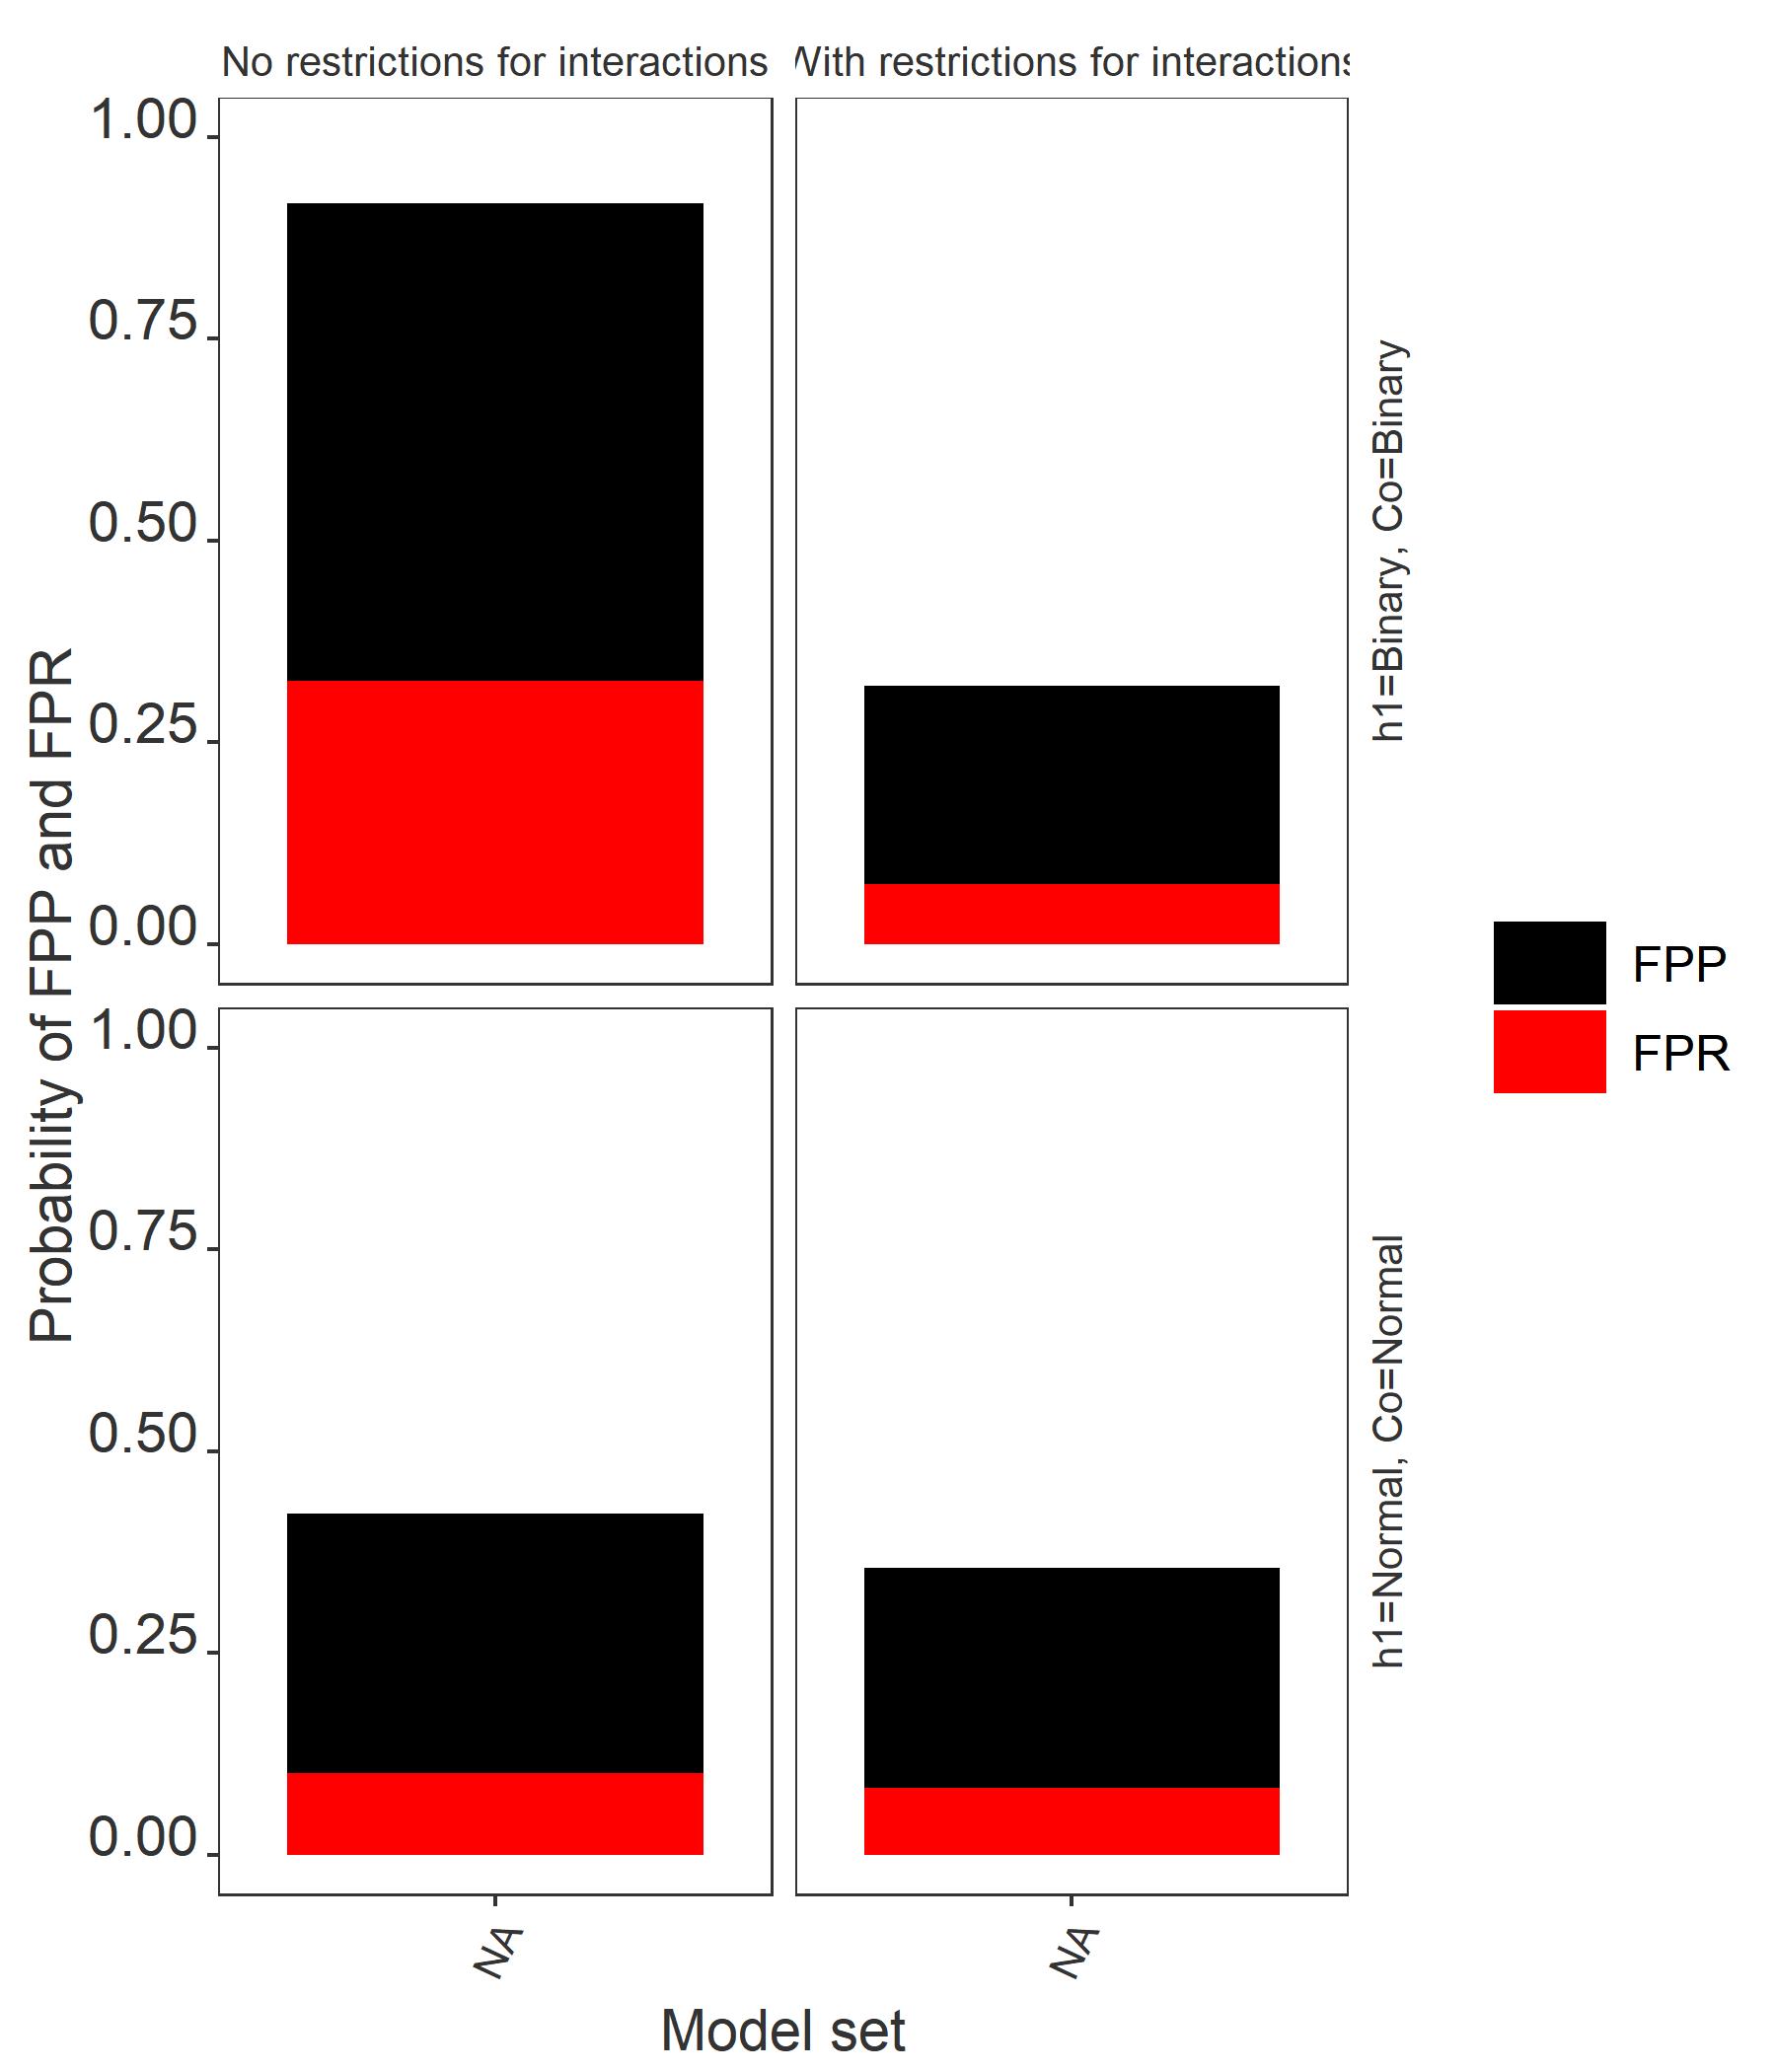 No restrictions for interactions
With restrictions for interactions
1.00
0.75
0.50
0.25
0.00
h1=Binary, Co=Binary
1.00
0.75
0.50
0.25
0.00
h1=Normal, Co=Normal
Probability of FPP and FPR
NA
NA
Model set
FPP
FPR